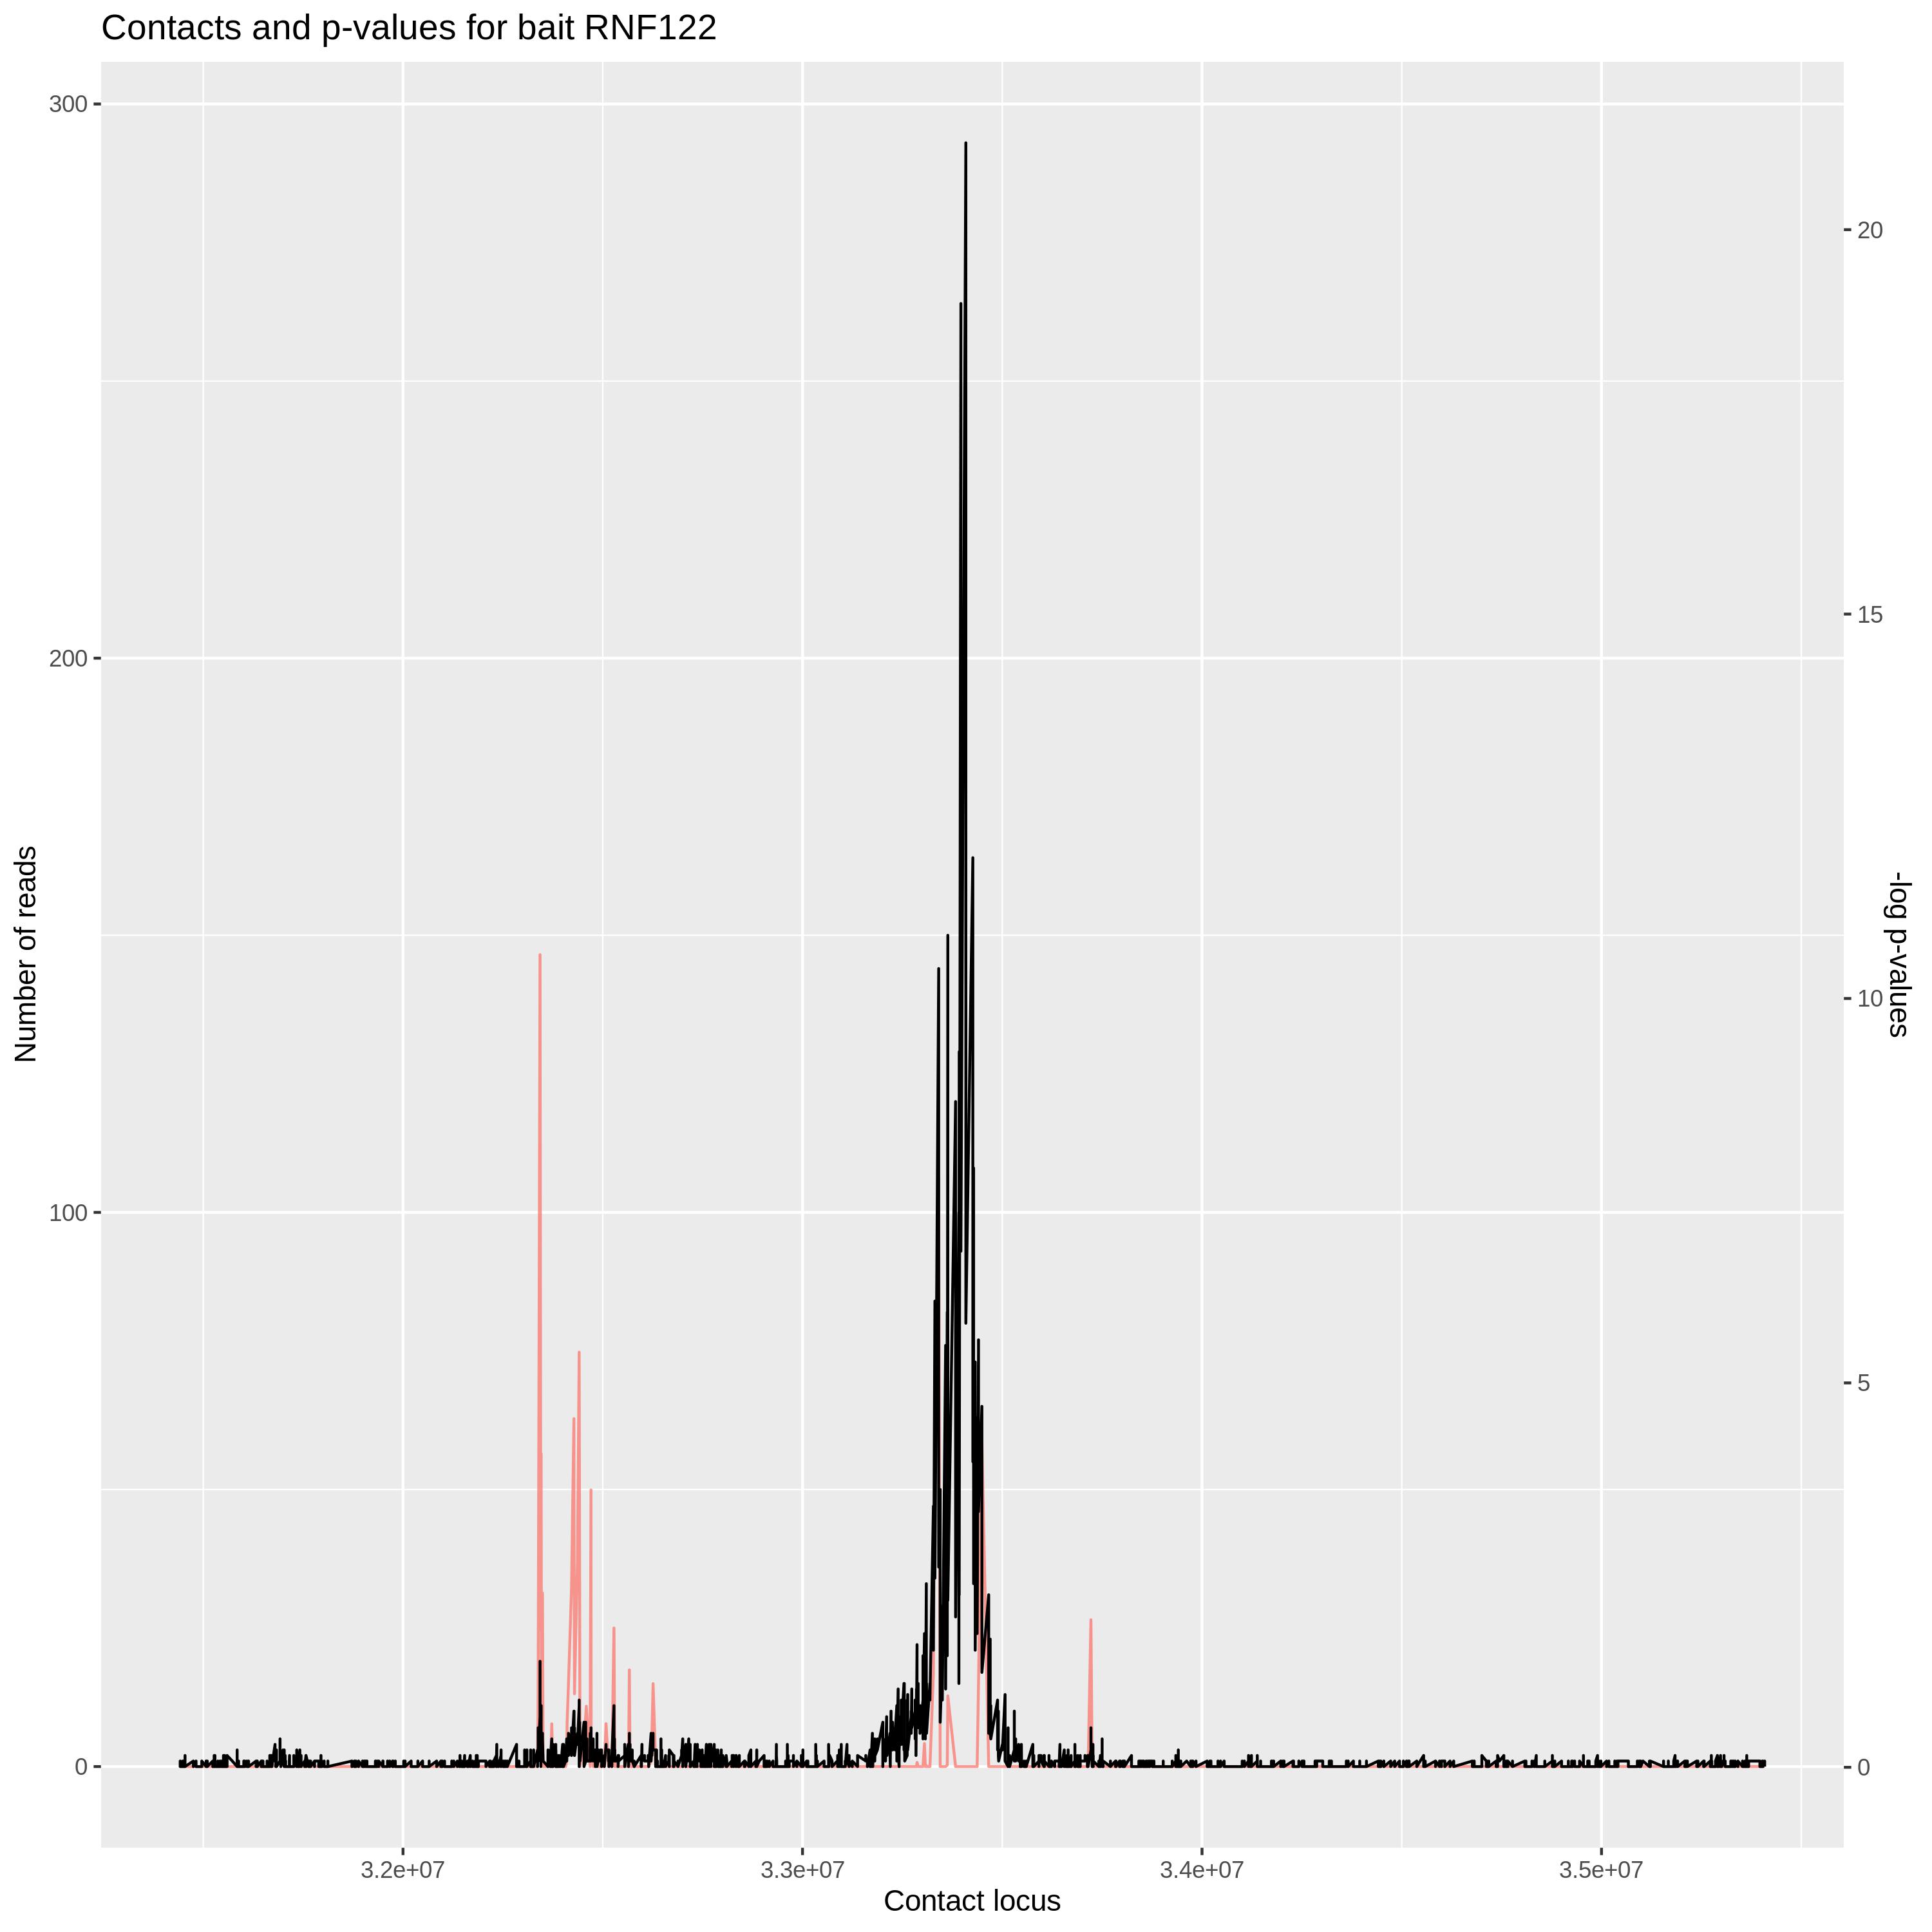 Contacts and p-values for bait RNF122
300
200
100
0
Number of reads
20
15
10
5
0
-log p-values
3.2e+07
3.3e+07
3.4e+07
3.5e+07
Contact locus